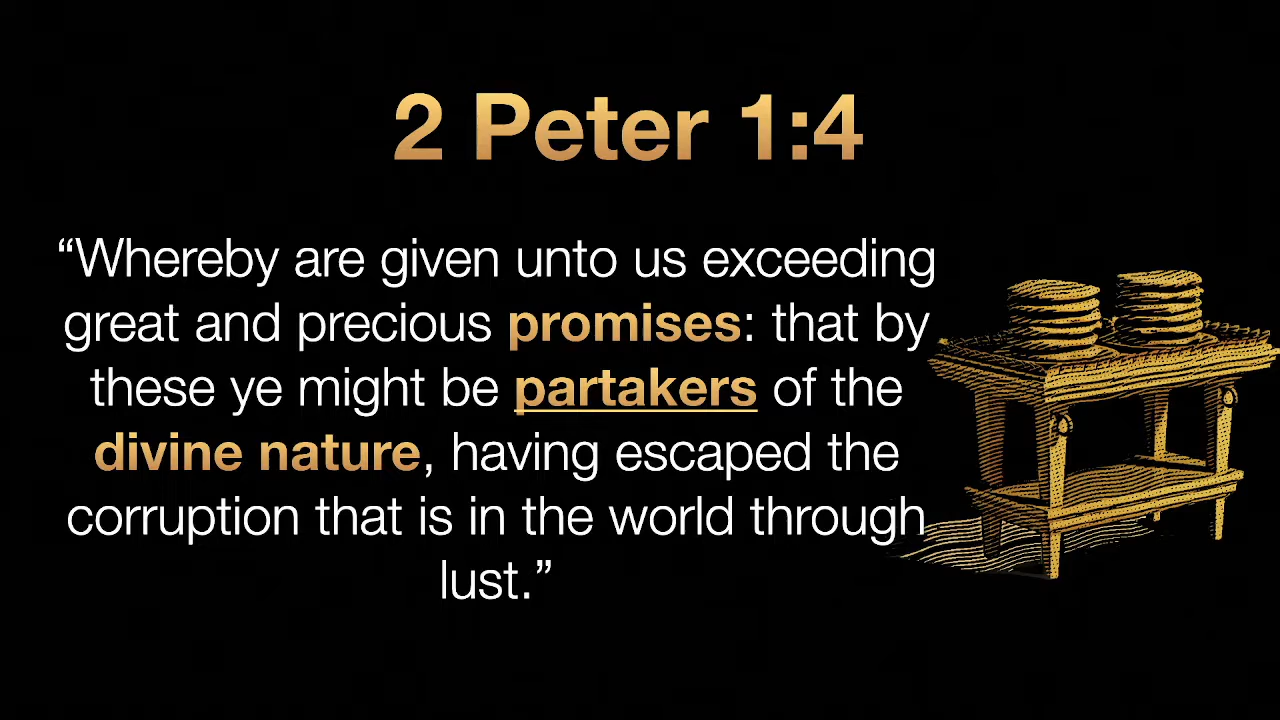 2 Peter 1:4
“Whereby are given unto us exceeding
great and precious promises: that by
these ye might be partakers of the
divine nature, having escaped the
corruption that is in the world through
lust.”